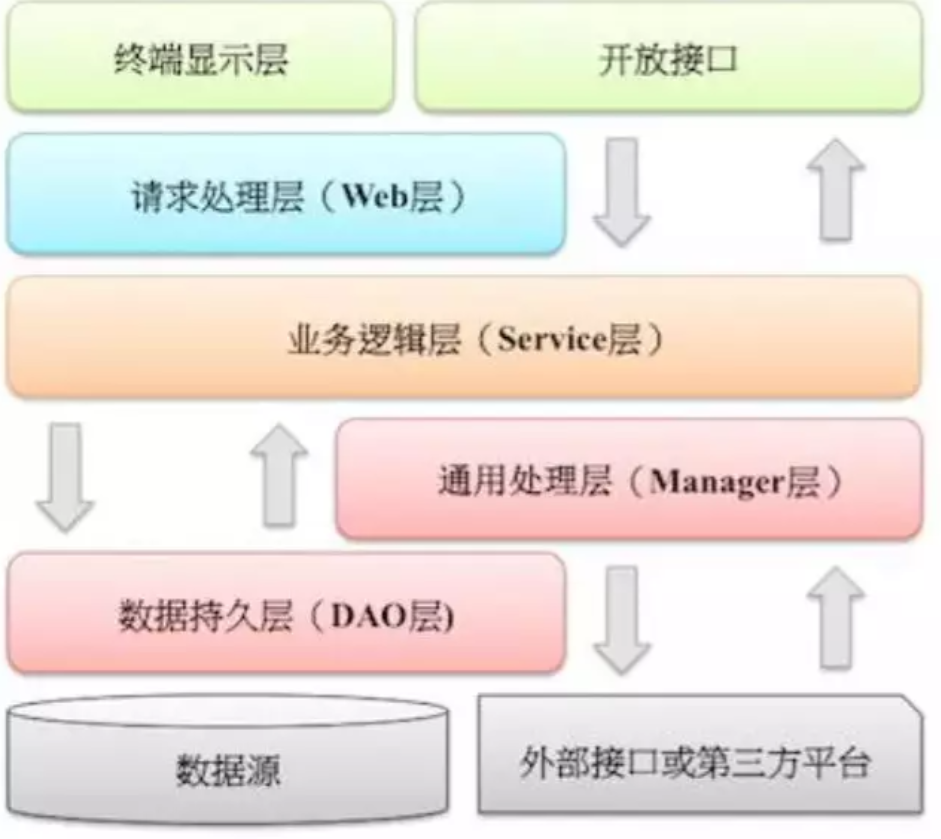 终端显示层
开放接口
请求处理层（Web层）
业务逻辑层（Service层）
通用处理层（Manager层）
数据持久层（DAO层)
数据源
外部接口或第三方平台